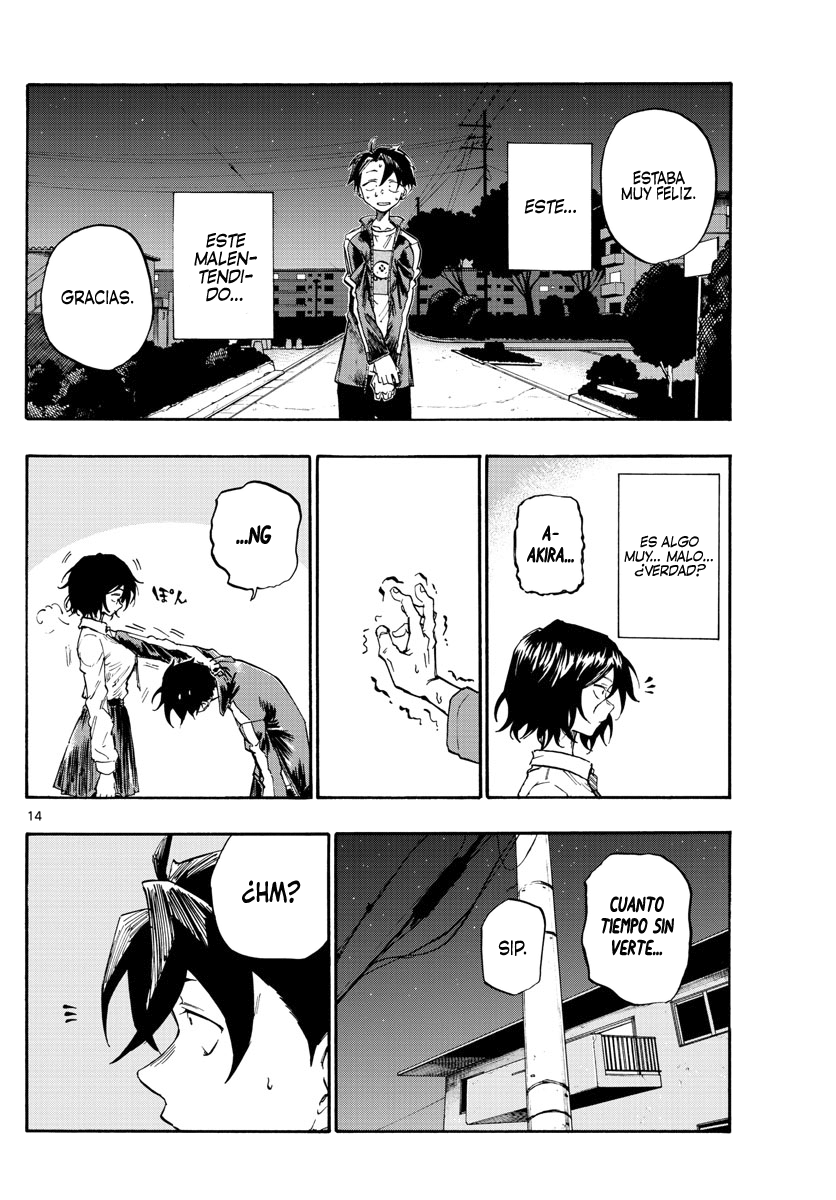 ESTABA
MUY FELIZ.
ESTE...
ESTE
MALEN-
TENDI-
DO...
GRACIAS.
ES ALGO
MUY... MALO...
¿VERDAD?
A-
AKIRA...
...NG
ぽん
14
CUANTO
TIEMPO SIN
VERTE...
SIP.
¿HM?